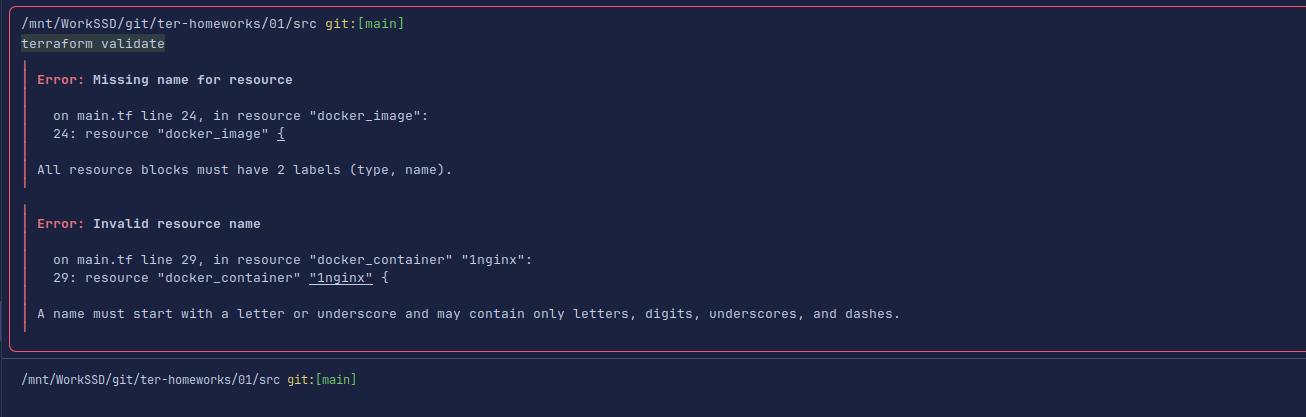 /mnt/WorkSSD/git/ter-homeworks/01/src git:[main]
terraform validate
Error: Missing name for resource
on main.tf line 24, in resource "docker_image":
24: resource "docker_image" {
All resource blocks must have 2 labels (type, name).
Error: Invalid resource name
on main.tf line 29, in resource "docker_container" "1nginx":
29: resource "docker_container" "1nginx" {
A name must start with a letter or underscore and may contain only letters, digits, underscores, and dashes.
/mnt/WorkSSD/git/ter-homeworks/01/src git:[main]